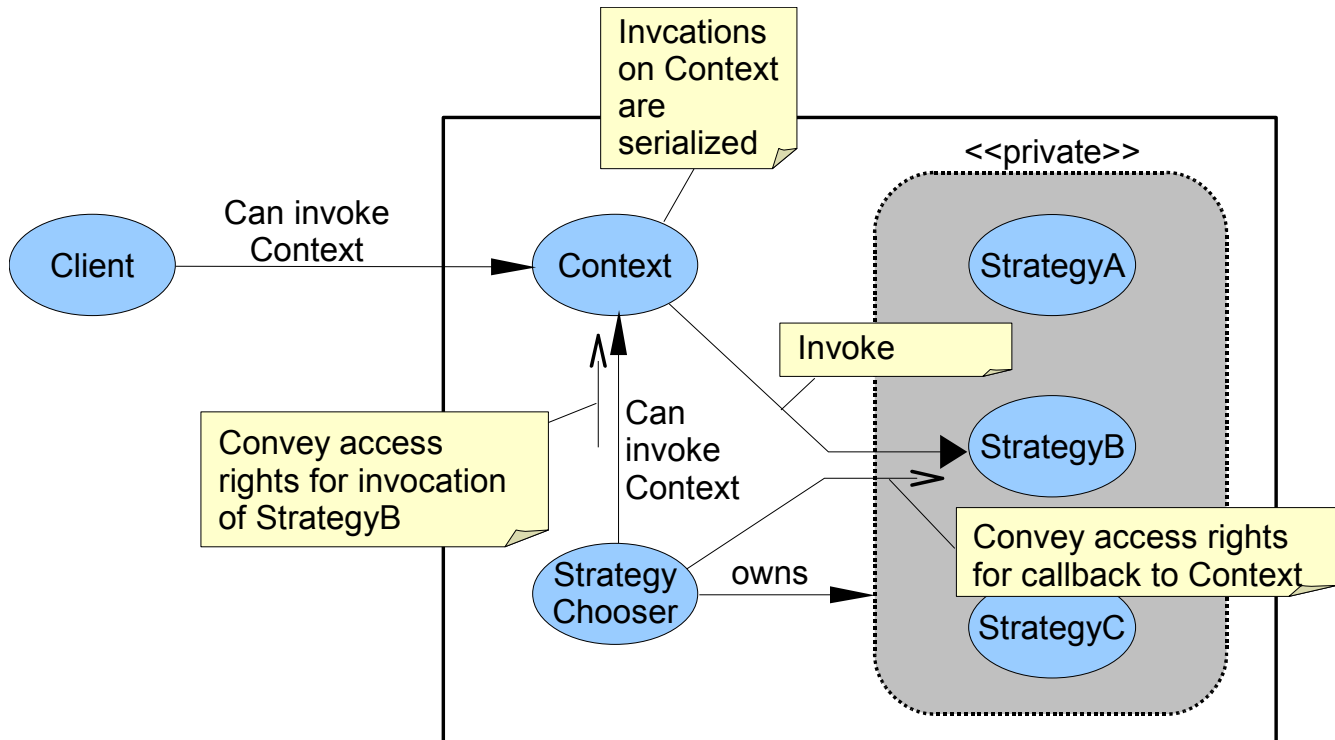 Invcations
on Context
are
serialized
<<private>>
Can invoke
Context
Client
Context
StrategyA
Invoke
Convey access
rights for invocation
of StrategyB
Can
invoke
Context
StrategyB
Convey access rights
for callback to Context
Strategy
Chooser
owns
StrategyC